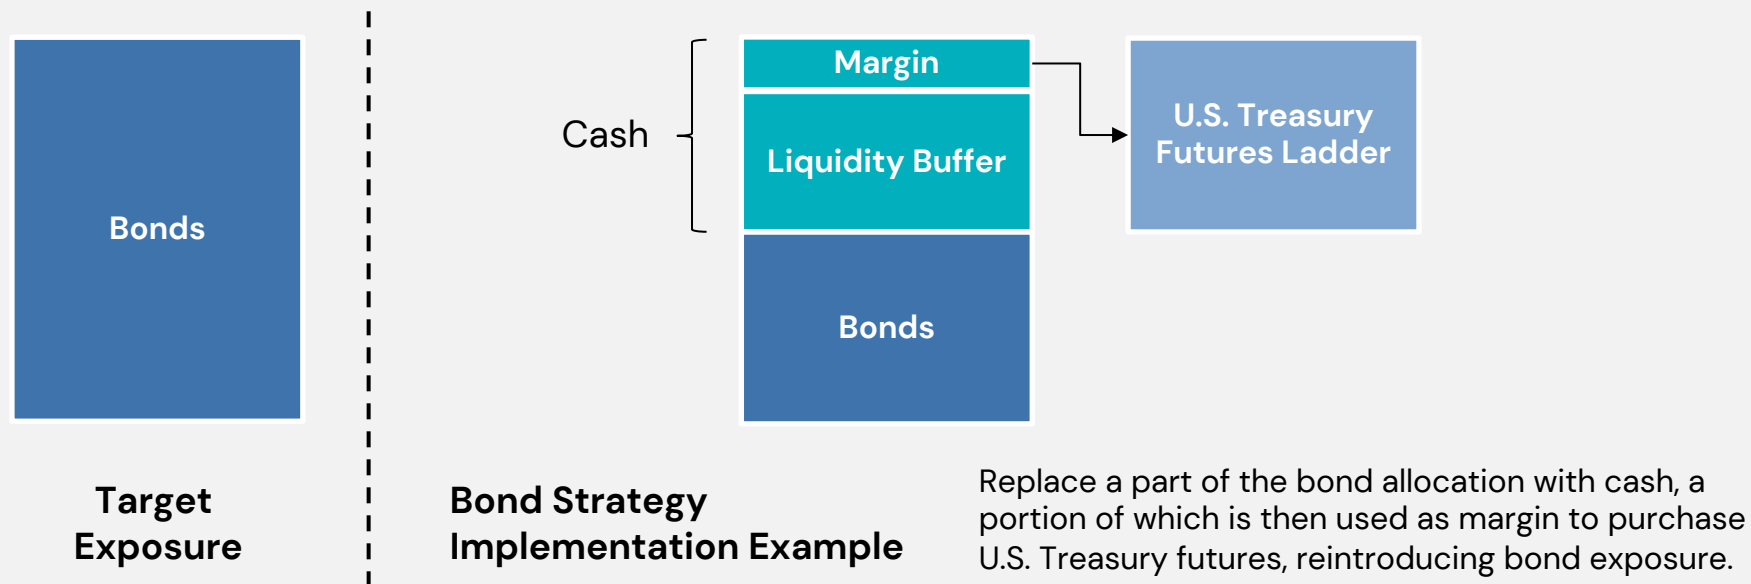 Bonds
Target
Exposure
Cash
Margin
Liquidity Buffer
Bonds
U.S. Treasury
Futures Ladder
Bond Strategy
Implementation Example
Replace a part of the bond allocation with cash, a
portion of which is then used as margin to purchase
U.S. Treasury futures, reintroducing bond exposure.